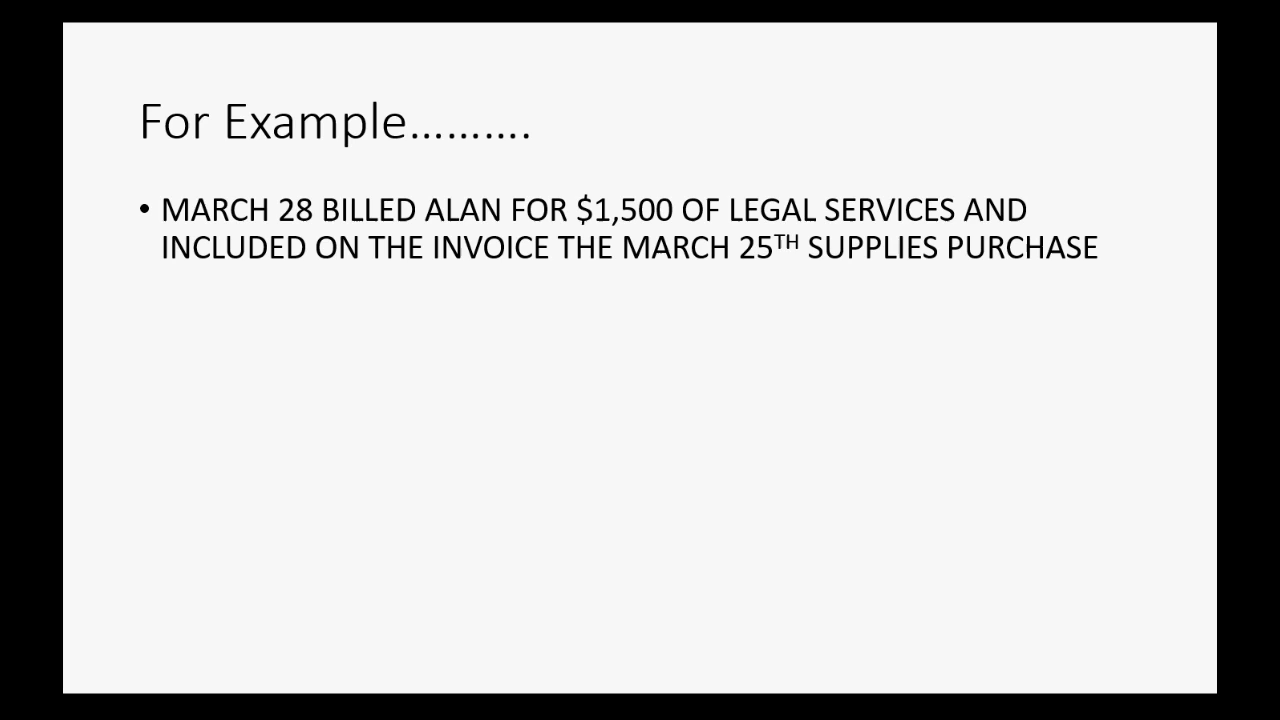 For Example……….
• MARCH 28 BILLED ALAN FOR $1,500 OF LEGAL SERVICES AND
INCLUDED ON THE INVOICE THE MARCH 25TH SUPPLIES PURCHASE